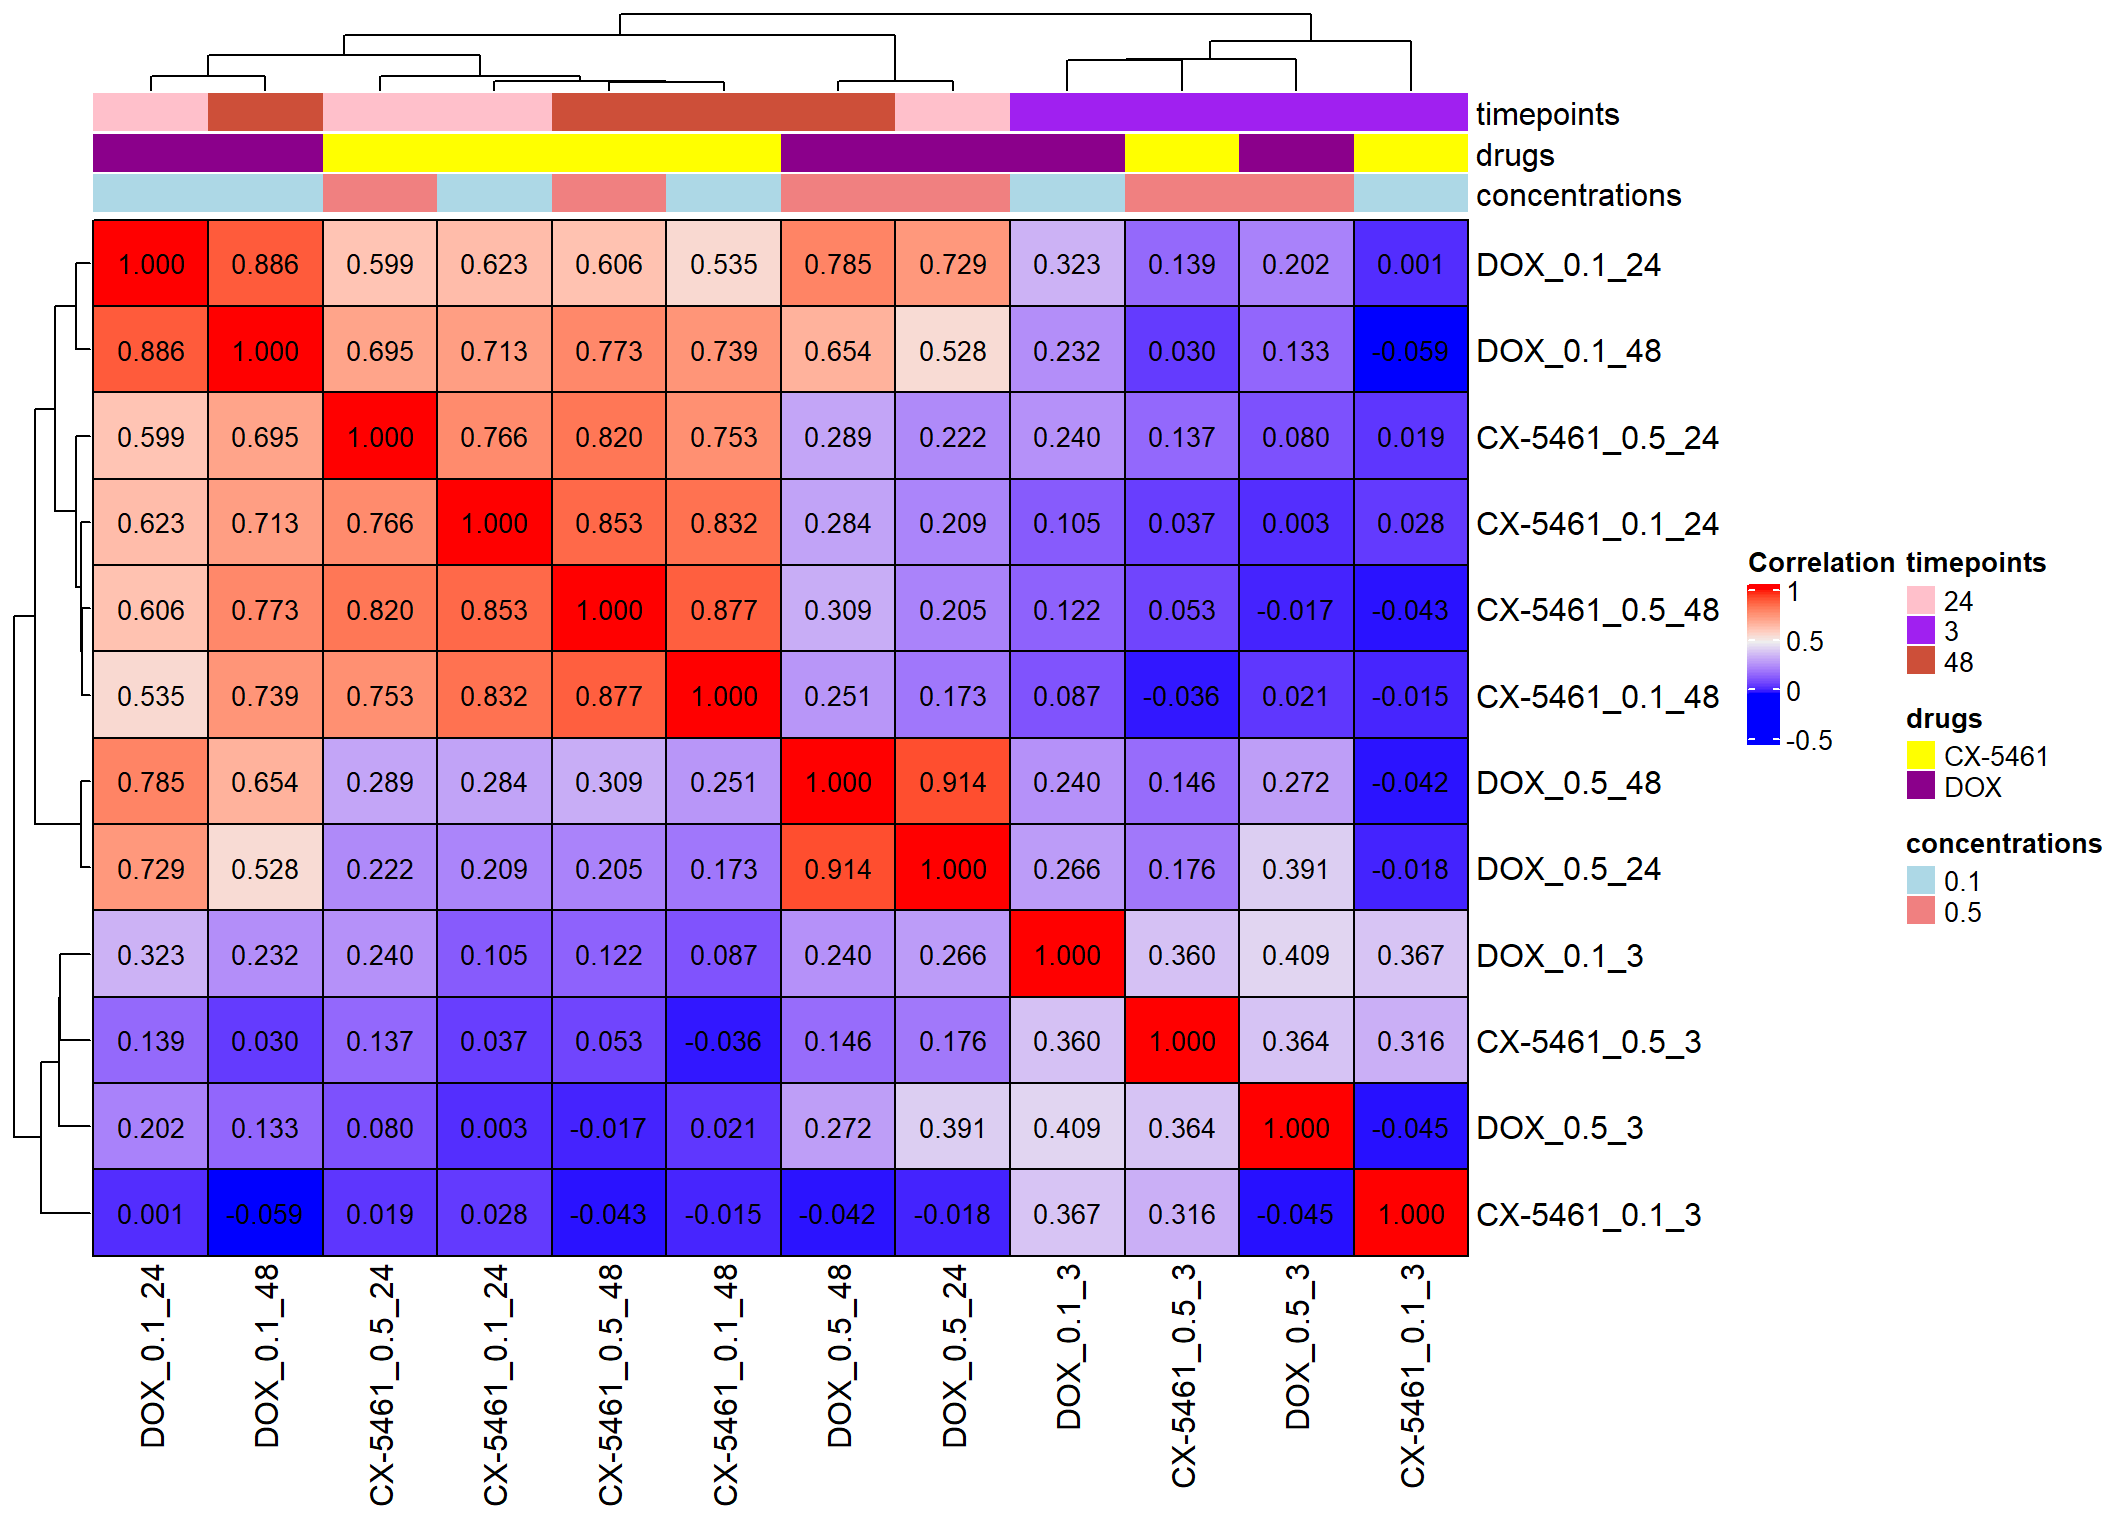 timepoints
drugs
concentrations
1.000 0.886 0.599 0.623 0.606 0.535 0.785 0.729 0.323 0.139 0.202 0.001 DOX_0.1_24
0.886 1.000 0.695 0.713 0.773 0.739 0.654 0.528 0.232 0.030 0.133 -0.059 DOX_0.1_48
0.599 0.695 1.000 0.766 0.820 0.753 0.289 0.222 0.240 0.137 0.080 0.019 CX-5461_0.5_24
0.623 0.713 0.766 1.000 0.853 0.832 0.284 0.209 0.105 0.037 0.003 0.028 CX-5461_0.1_24
0.606 0.773 0.820 0.853 1.000 0.877 0.309 0.205 0.122 0.053 -0.017 -0.043 CX-5461_0.5_48
0.535 0.739 0.753 0.832 0.877 1.000 0.251 0.173 0.087 -0.036 0.021 -0.015 CX-5461_0.1_48
0.785 0.654 0.289 0.284 0.309 0.251 1.000 0.914 0.240 0.146 0.272 -0.042 DOX_0.5_48
0.729 0.528 0.222 0.209 0.205 0.173 0.914 1.000 0.266 0.176 0.391 -0.018 DOX_0.5_24
0.323 0.232 0.240 0.105 0.122 0.087 0.240 0.266 1.000 0.360 0.409 0.367 DOX_0.1_3
0.139 0.030 0.137 0.037 0.053 -0.036 0.146 0.176 0.360 1.000 0.364 0.316 CX-5461_0.5_3
0.202 0.133 0.080 0.003 -0.017 0.021 0.272 0.391 0.409 0.364 1.000 -0.045 DOX_0.5_3
0.001 -0.059 0.019 0.028 -0.043 -0.015 -0.042 -0.018 0.367 0.316 -0.045 1.000 CX-5461_0.1_3
DOX_0.1_24
DOX_0.1_48
CX-5461_0.5_24
CX-5461_0.1_24
CX-5461_0.5_48
CX-5461_0.1_48
DOX_0.5_48
DOX_0.5_24
DOX_0.1_3
CX-5461_0.5_3
DOX_0.5_3
CX-5461_0.1_3
Correlation
1
0.5
0
-0.5
timepoints
24
3
48
drugs
CX-5461
DOX
concentrations
0.1
0.5